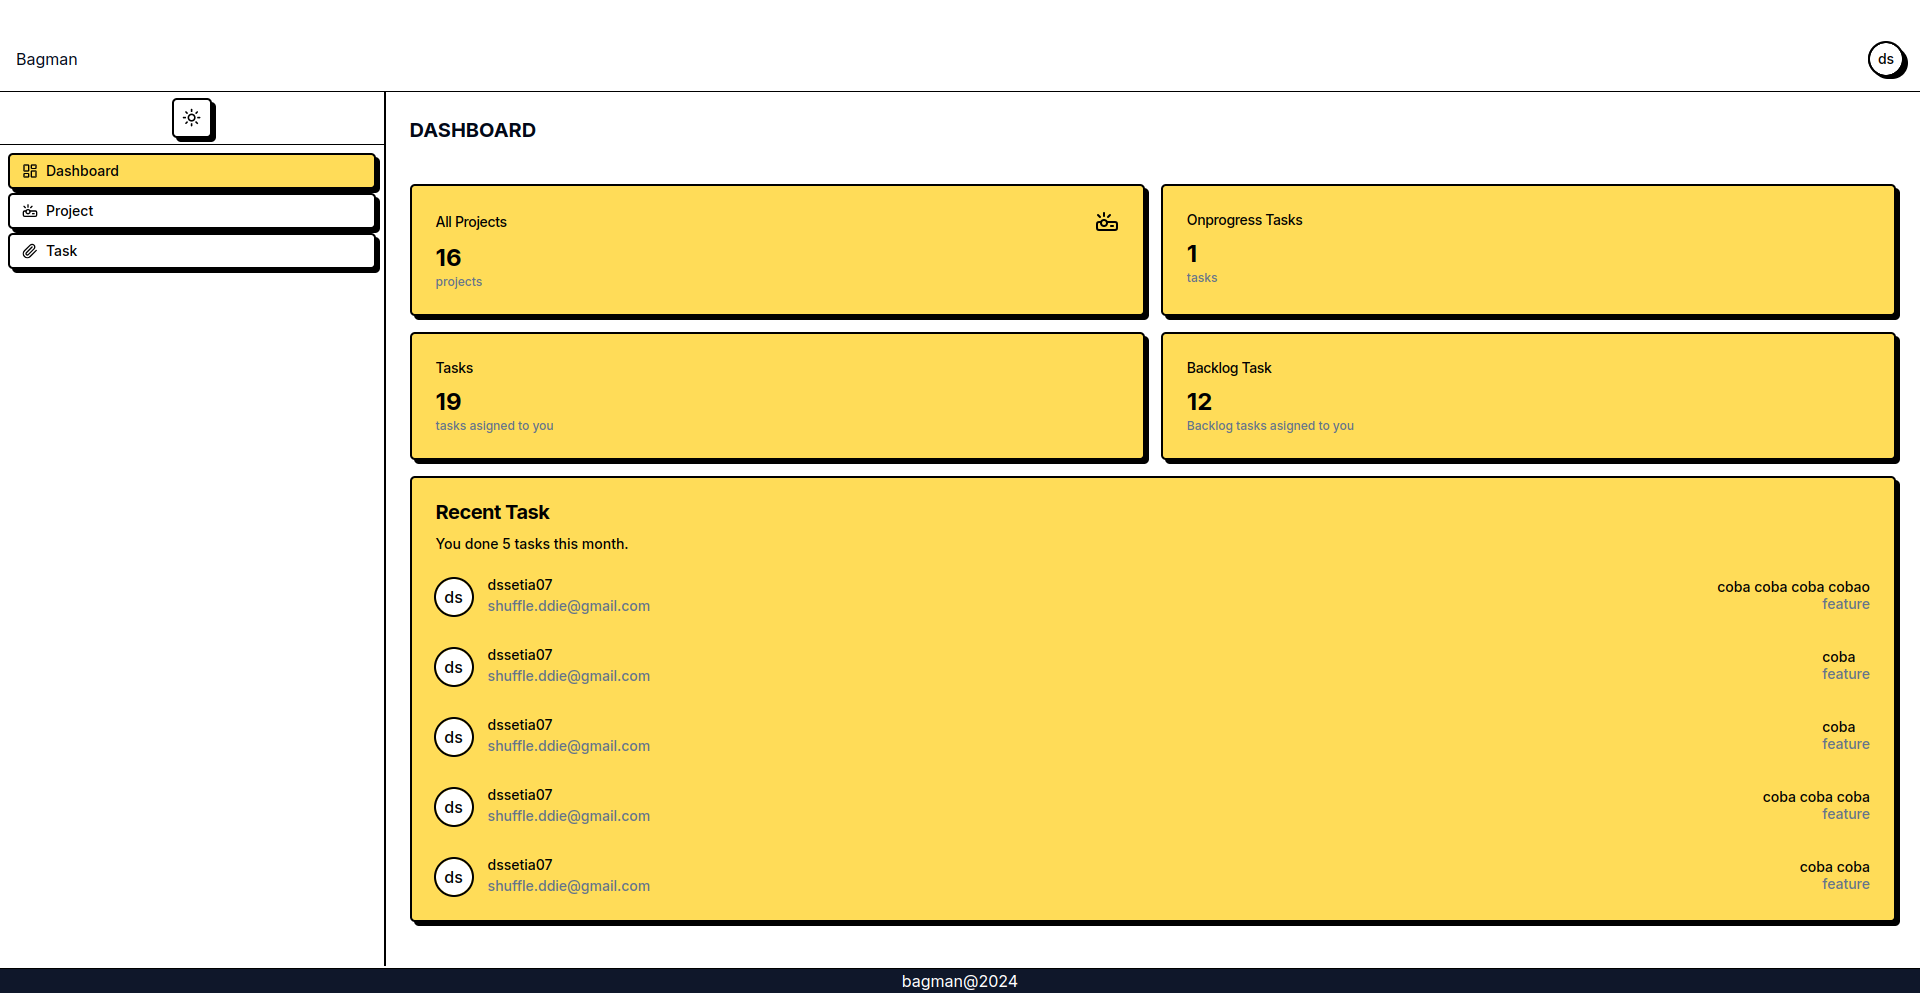 Bagman
ds
DASHBOARD
Dashboard
Project
Task
All Projects
16
projects
Onprogress Tasks
1
tasks
Tasks
19
tasks asigned to you
Backlog Task
12
Backlog tasks asigned to you
Recent Task
You done 5 tasks this month.
ds
dssetia07
shuffle.ddie@gmail.com
coba coba coba cobao
feature
ds
dssetia07
shuffle.ddie@gmail.com
coba
feature
ds
dssetia07
shuffle.ddie@gmail.com
coba
feature
ds
dssetia07
shuffle.ddie@gmail.com
coba coba coba
feature
ds
dssetia07
shuffle.ddie@gmail.com
coba coba
feature
bagman@2024